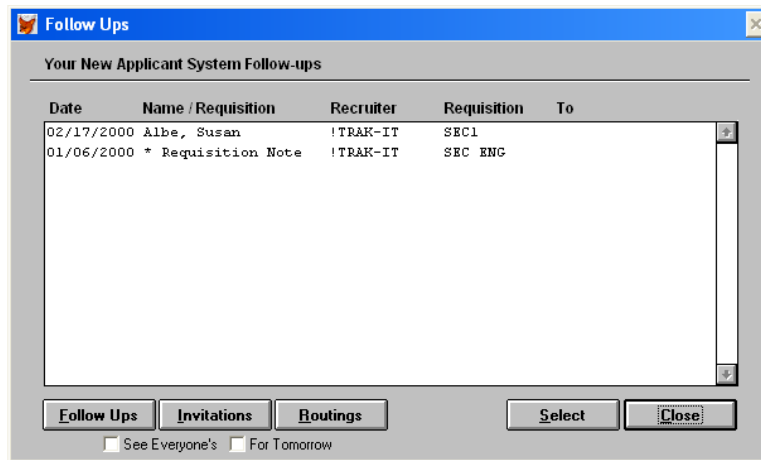 Follow Ups
Your New Applicant System Follow-ups
Date Name / Requisition Recruiter Requisition To
02/17/2000 Albe, Susan !TRAK-IT SEC1
01/06/2000 * Requisition Note !TRAK-IT SEC ENG
Follow Ups Invitations Routings Select Close
See Everyone's For Tomorrow